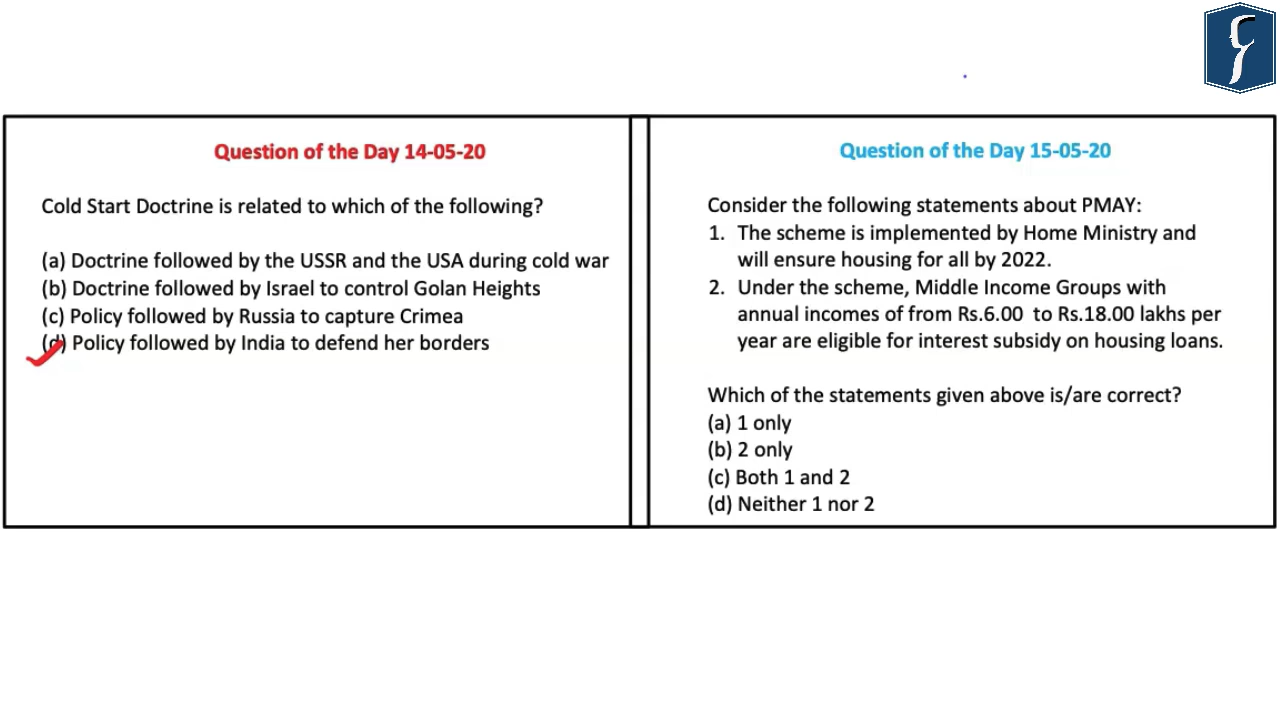 Question of the Day 14-05-20
Cold Start Doctrine is related to which of the following?
(a) Doctrine followed by the USSR and the USA during cold war
(b) Doctrine followed by Israel to control Golan Heights
(c) Policy followed by Russia to capture Crimea
(d) Policy followed by India to defend her borders
Question of the Day 15-05-20
Consider the following statements about PMAY:
1. The scheme is implemented by Home Ministry and
will ensure housing for all by 2022.
2. Under the scheme, Middle Income Groups with
annual incomes of from Rs.6.00 to Rs.18.00 lakhs per
year are eligible for interest subsidy on housing loans.
Which of the statements given above is/are correct?
(a) 1 only
(b) 2 only
(c) Both 1 and 2
(d) Neither 1 nor 2